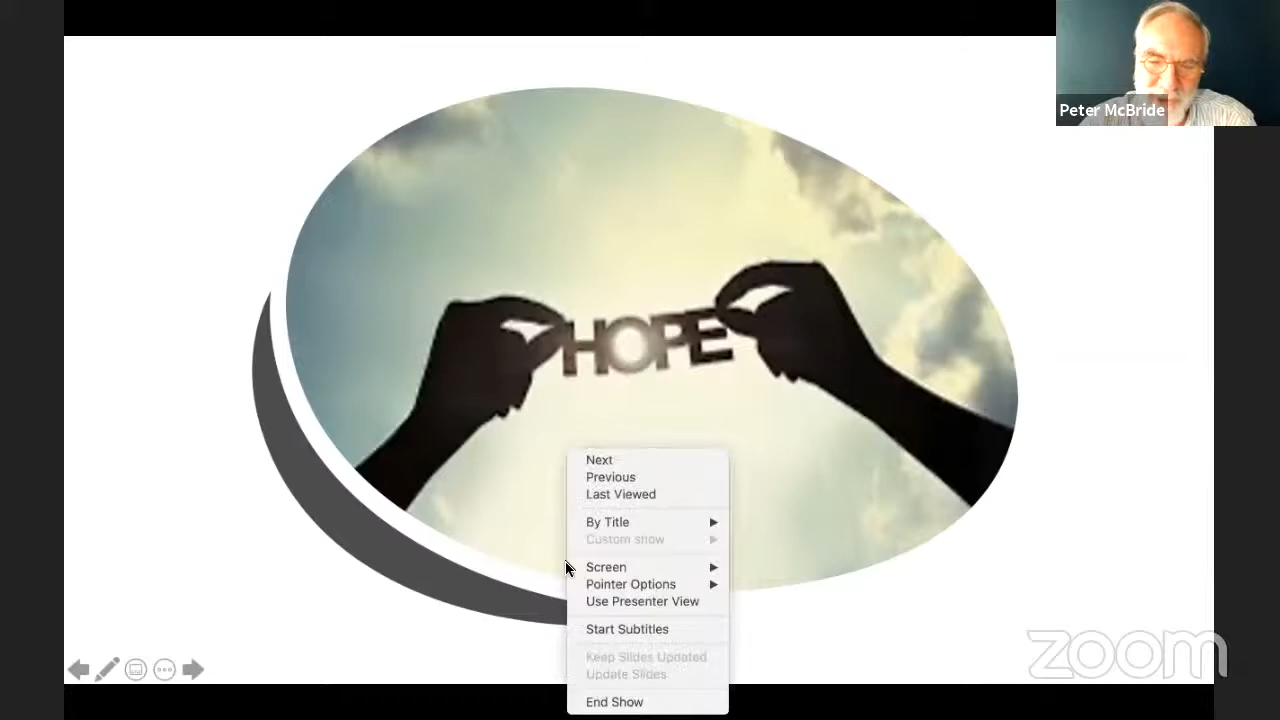 Peter McBride
HOPE
Next
Previous
Last Viewed
By Title
Custom show
Screen
Pointer Options
Use Presenter View
Start Subtitles
Keep Slides Updated
Update Slides
End Show
zoom